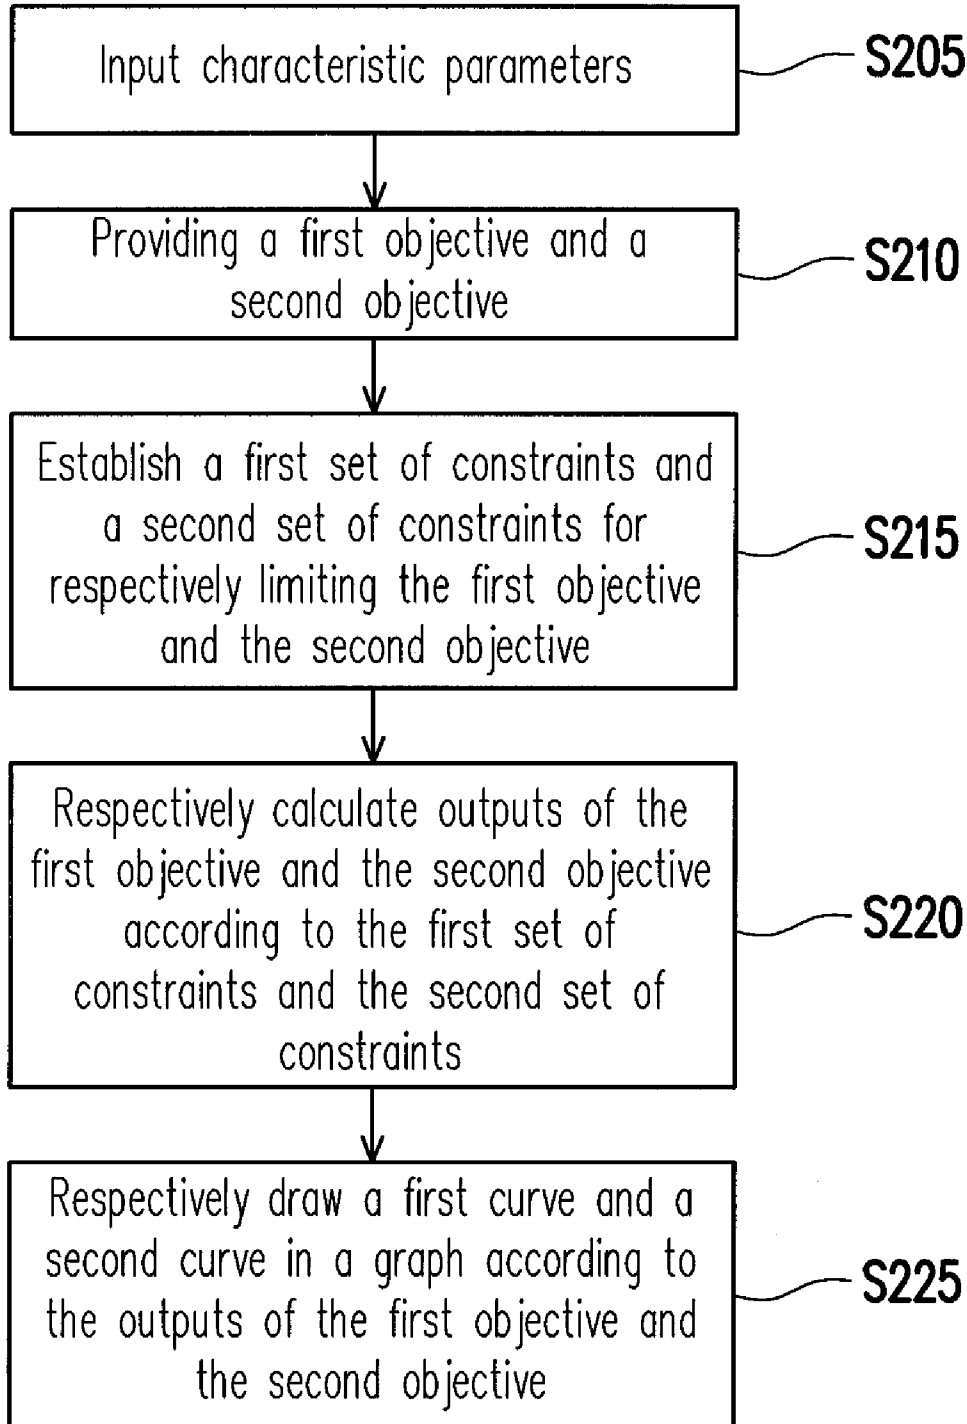 Input characteristic parameters
S205
Providing a first objective and a
second objective
S210
Establish a first set of constraints and
a second set of constraints for
respectively limiting the first objective
and the second objective
S215
Respectively calculate outputs of the
first objective and the second objective
according to the first set of
constraints and the second set of
constraints
S220
Respectively draw a first curve and a
second curve in a graph according to
the outputs of the first objective and
the second objective
S225